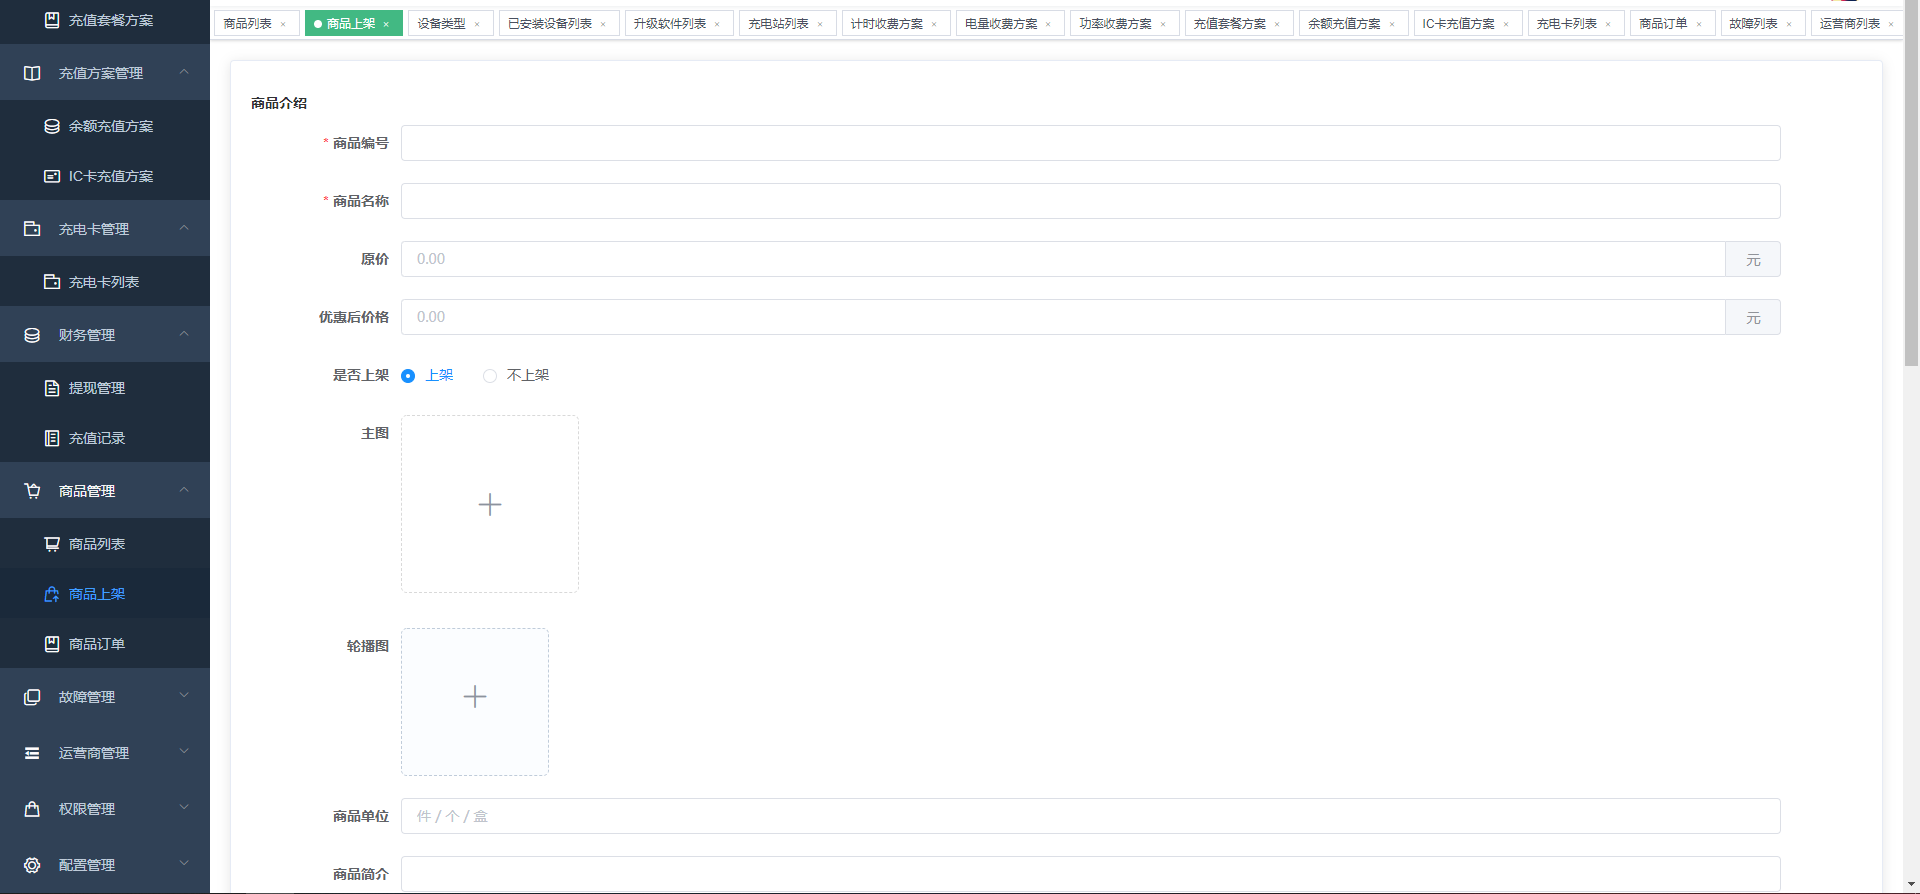 充值套餐方案
充值方案管理
余额充值方案
IC卡充值方案
充电卡管理
充电卡列表
财务管理
提现管理
充值记录
商品管理
商品列表
商品上架
商品订单
故障管理
运营商管理
权限管理
配置管理
商品列表 × 商品上架 × 设备类型 × 已安装设备列表 × 升级软件列表 × 充电站列表 × 计时收费方案 × 电量收费方案 × 功率收费方案 × 充值套餐方案 × 余额充值方案 × IC卡充值方案 × 充电卡列表 × 商品订单 × 故障列表 × 运营商列表 ×
商品介绍
* 商品编号
* 商品名称
原价 0.00 元
优惠后价格 0.00 元
是否上架 上架 不上架
主图
轮播图
商品单位 件 / 个 / 盒
商品简介